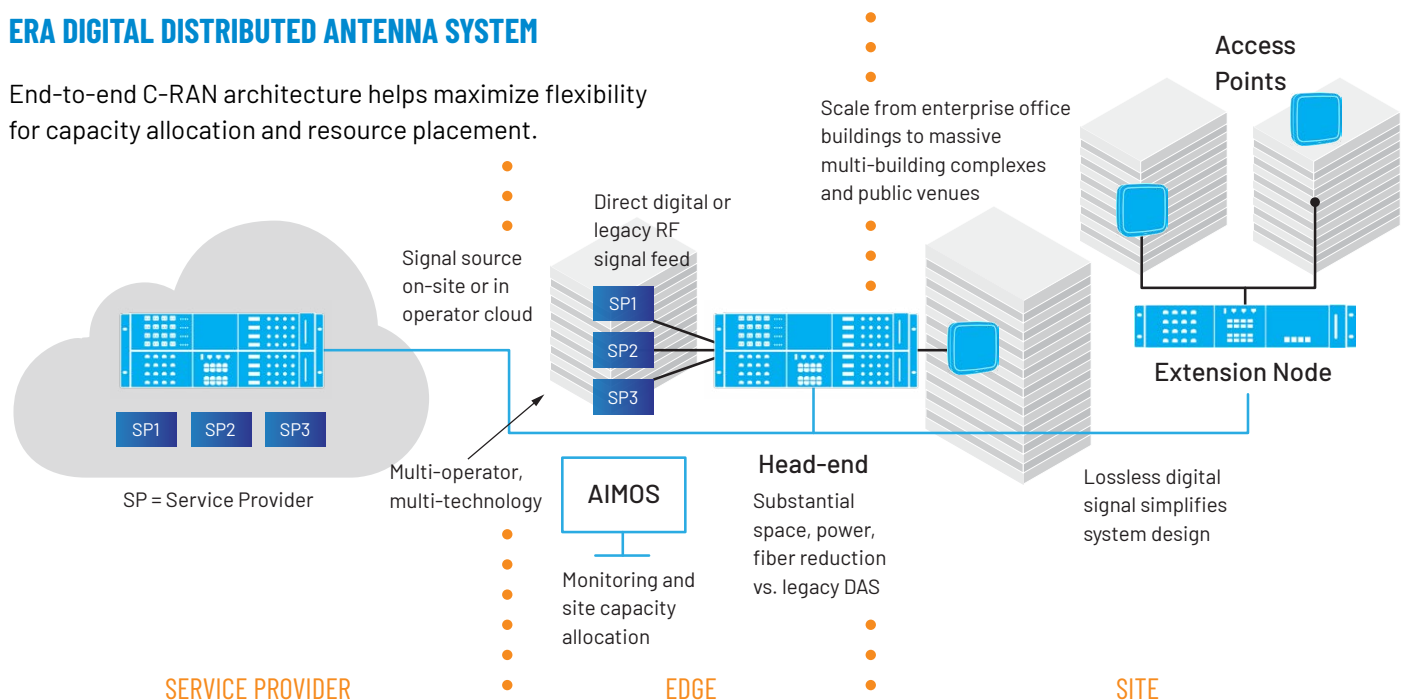 ERA DIGITAL DISTRIBUTED ANTENNA SYSTEM
End-to-end C-RAN architecture helps maximize flexibility
for capacity allocation and resource placement.
SP1
SP2
SP3
SP = Service Provider
Signal source
on-site or in
operator cloud
Multi-operator,
multi-technology
Direct digital or
legacy RF
signal feed
SP1
SP2
SP3
AIMOS
Monitoring and
site capacity
allocation
Head-end
Substantial
space, power,
fiber reduction
vs. legacy DAS
Scale from enterprise office
buildings to massive
multi-building complexes
and public venues
Access
Points
Extension Node
Lossless digital
signal simplifies
system design
SERVICE PROVIDER
EDGE
SITE